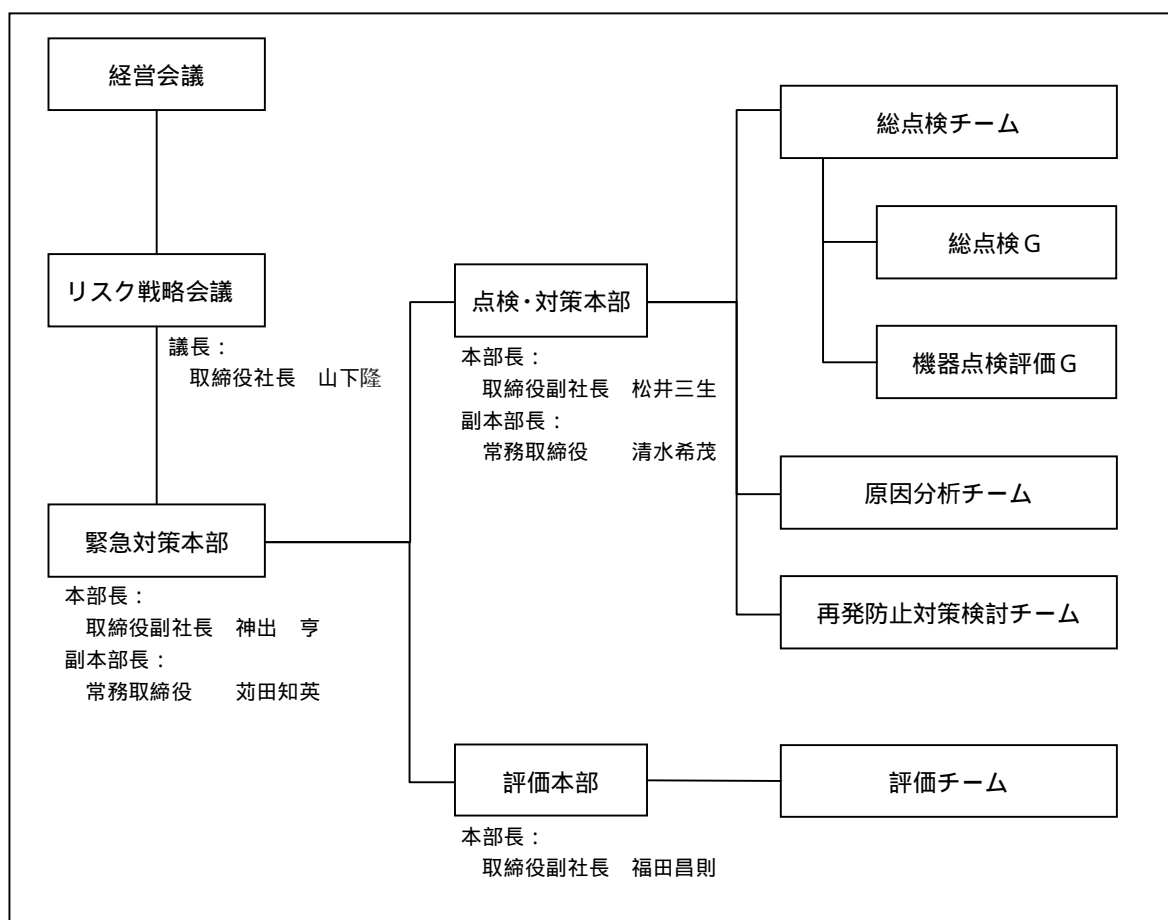 経営会議
リスク戦略会議
議長：
取締役社長　山下隆
緊急対策本部
本部長：
取締役副社長　神出　亨
副本部長：
常務取締役　　苅田知英
点検・対策本部
本部長：
取締役副社長　松井三生
副本部長：
常務取締役　　清水希茂
評価本部
本部長：
取締役副社長　福田昌則
総点検チーム
総点検Ｇ
機器点検評価Ｇ
原因分析チーム
再発防止対策検討チーム
評価チーム